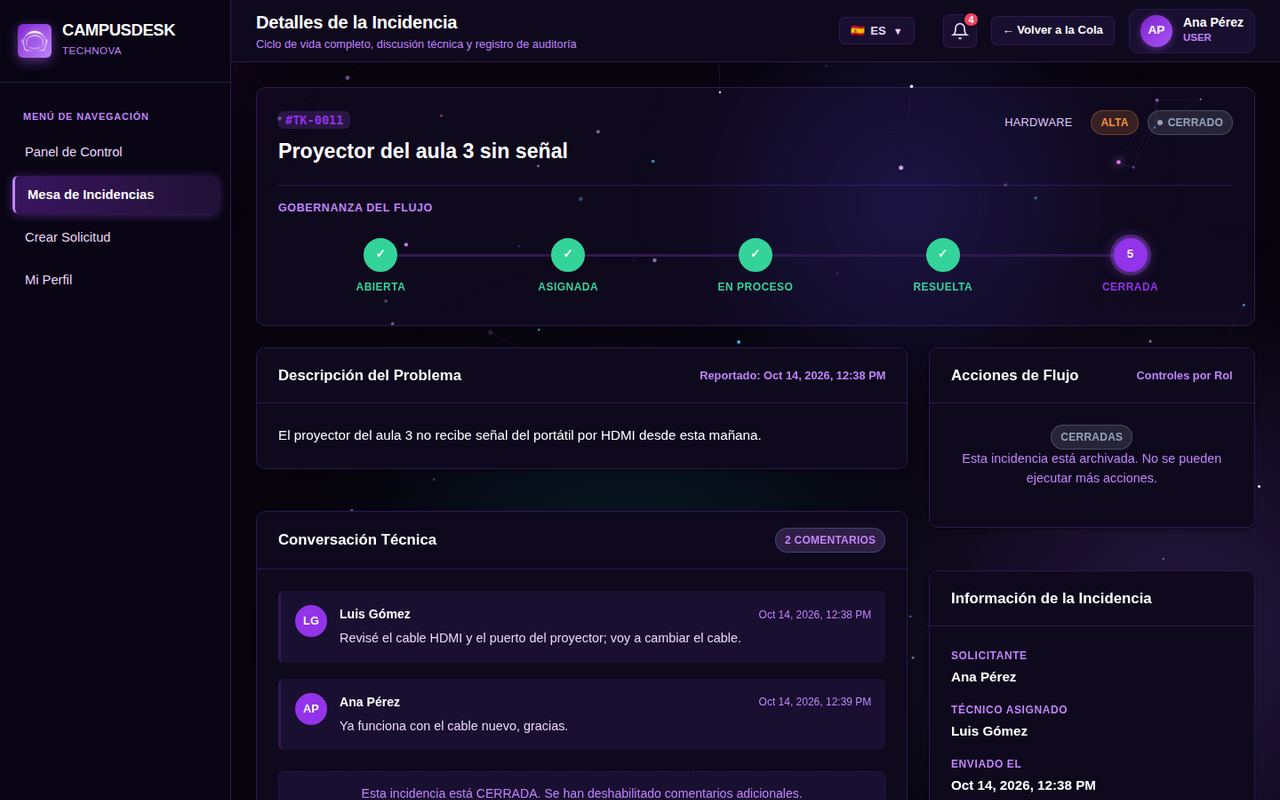 CAMPUSDESK
TECHNOVA
MENÚ DE NAVEGACIÓN
Panel de Control
Mesa de Incidencias
Crear Solicitud
Mi Perfil
Detalles de la Incidencia
Ciclo de vida completo, discusión técnica y registro de auditoría
ES ▼
4
← Volver a la Cola
AP
Ana Pérez
USER
#TK-0011
Proyector del aula 3 sin señal
HARDWARE
ALTA
CERRADO
GOBERNANZA DEL FLUJO
✓ ✓ ✓ ✓ 5
ABIERTA ASIGNADA EN PROCESO RESUELTA CERRADA
Descripción del Problema
Reportado: Oct 14, 2026, 12:38 PM
El proyector del aula 3 no recibe señal del portátil por HDMI desde esta mañana.
Conversación Técnica
2 COMENTARIOS
LG
Luis Gómez
Oct 14, 2026, 12:38 PM
Revisé el cable HDMI y el puerto del proyector; voy a cambiar el cable.
AP
Ana Pérez
Oct 14, 2026, 12:39 PM
Ya funciona con el cable nuevo, gracias.
Esta incidencia está CERRADA. Se han deshabilitado comentarios adicionales.
Acciones de Flujo
Controles por Rol
CERRADAS
Esta incidencia está archivada. No se pueden
ejecutar más acciones.
Información de la Incidencia
SOLICITANTE
Ana Pérez
TÉCNICO ASIGNADO
Luis Gómez
ENVIADO EL
Oct 14, 2026, 12:38 PM